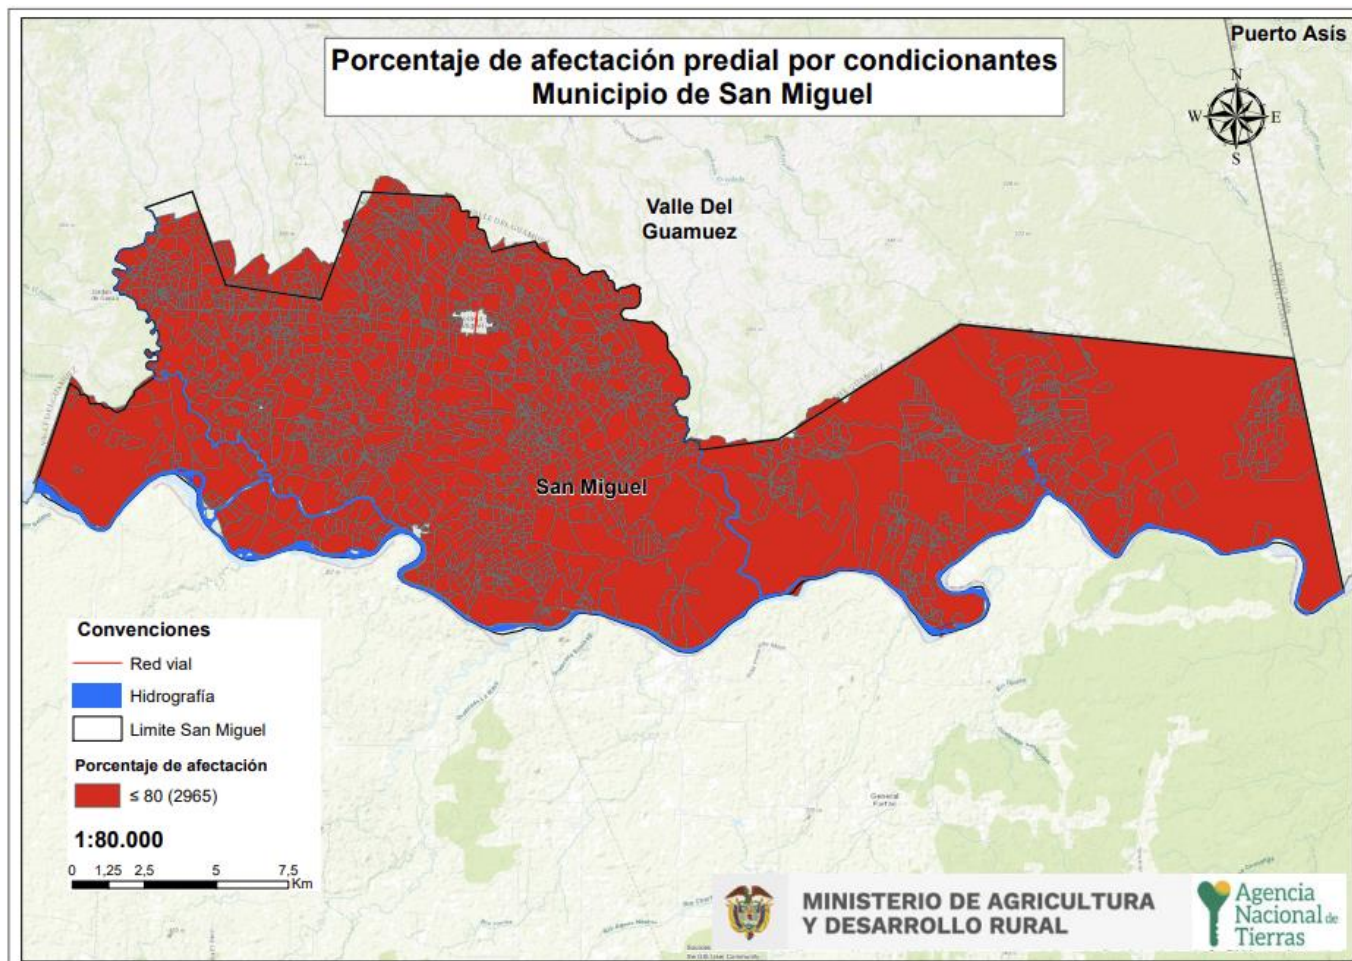 Puerto Asís
Porcentaje de afectación predial por condicionantes
Municipio de San Miguel
N
W E
S
Valle Del
Guamuez
San Miguel
Convenciones
Red vial
Hidrografía
Limite San Miguel
Porcentaje de afectación
≤ 80 (2965)
1:80.000
0 1,25 2,5 5 7,5
Km
General
Farfán
MINISTERIO DE AGRICULTURA
Y DESARROLLO RURAL
Agencia
Nacional de
Tierras